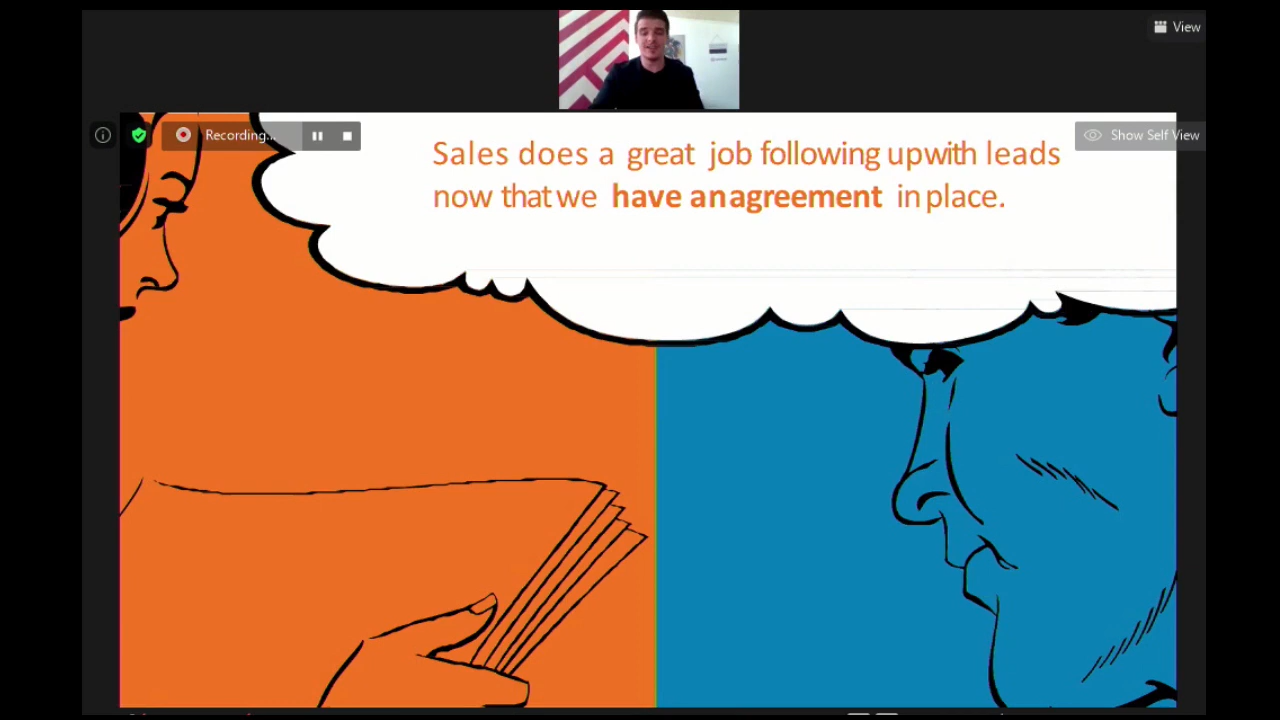 View
Recording...
Show Self View
Sales does a great job following upwith leads
now that we have anagreement in place.